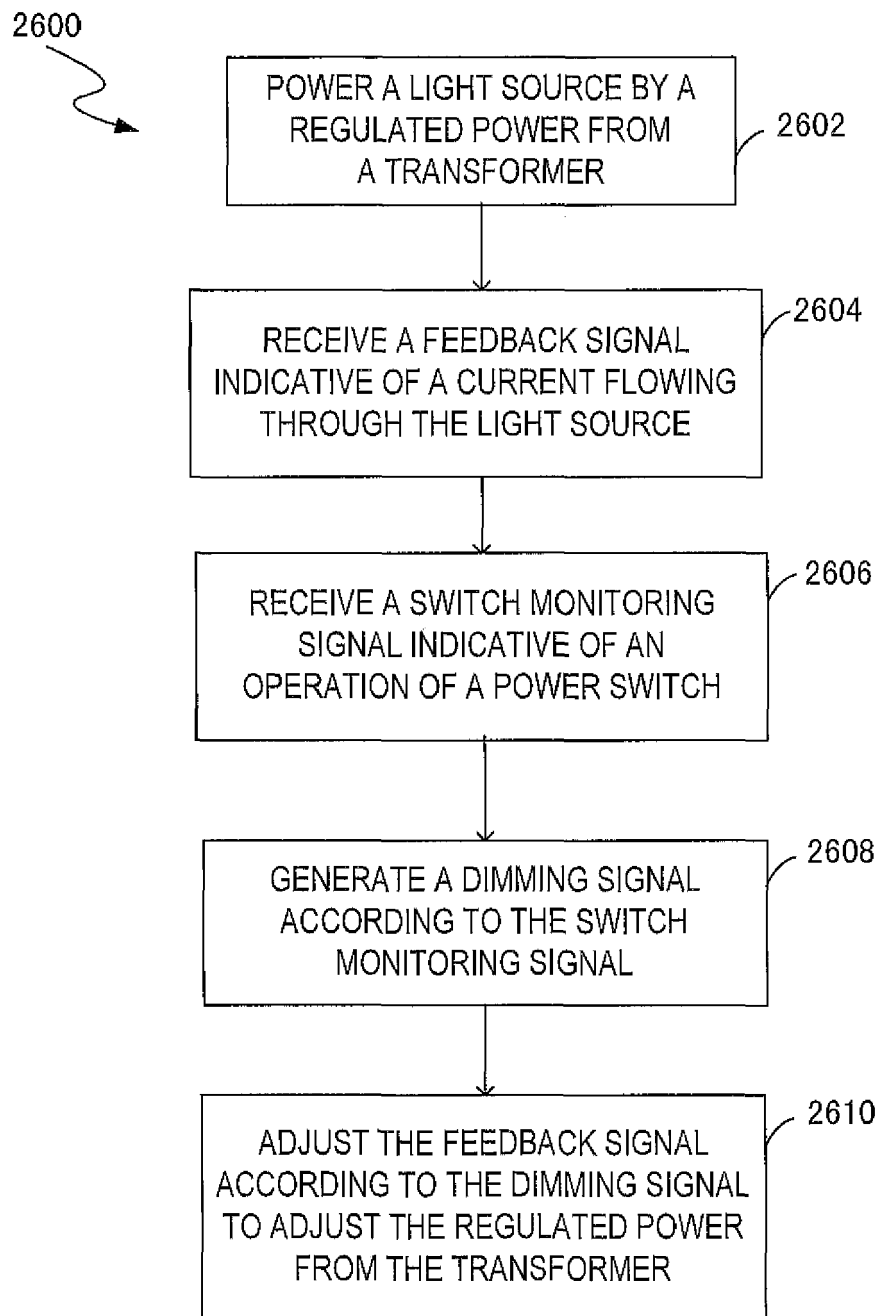 2600
POWER A LIGHT SOURCE BY A
REGULATED POWER FROM
A TRANSFORMER
2602
RECEIVE A FEEDBACK SIGNAL
INDICATIVE OF A CURRENT FLOWING
THROUGH THE LIGHT SOURCE
2604
RECEIVE A SWITCH MONITORING
SIGNAL INDICATIVE OF AN
OPERATION OF A POWER SWITCH
2606
GENERATE A DIMMING SIGNAL
ACCORDING TO THE SWITCH
MONITORING SIGNAL
2608
ADJUST THE FEEDBACK SIGNAL
ACCORDING TO THE DIMMING SIGNAL
TO ADJUST THE REGULATED POWER
FROM THE TRANSFORMER
2610